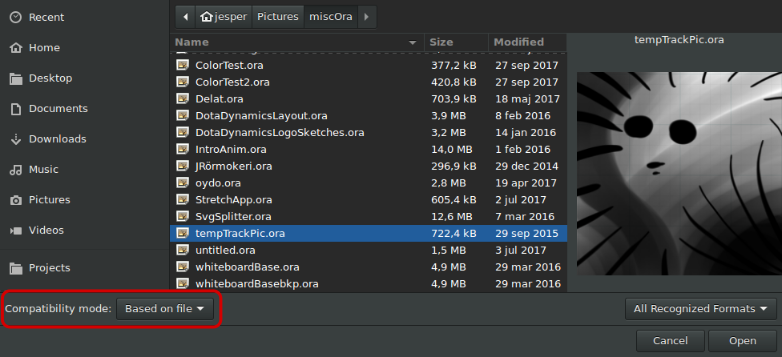 Recent
Home
Desktop
Documents
Downloads
Music
Pictures
Videos
Projects
jesper Pictures miscOra
Name Size Modified
ColorTest.ora 377,2 kB 27 sep 2017
ColorTest2.ora 420,8 kB 27 sep 2017
Delat.ora 703,9 kB 18 maj 2017
DotaDynamicsLayout.ora 3,9 MB 8 feb 2016
DotaDynamicsLogoSketches.ora 3,2 MB 14 jan 2016
IntroAnim.ora 14,0 MB 1 feb 2016
JRörmokeri.ora 296,9 kB 29 dec 2014
oydo.ora 2,8 MB 19 apr 2017
StretchApp.ora 605,4 kB 2 jul 2017
SvgSplitter.ora 12,6 MB 7 mar 2016
tempTrackPic.ora 722,4 kB 29 sep 2015
untitled.ora 1,5 MB 3 jul 2017
whiteboardBase.ora 4,9 MB 29 mar 2016
whiteboardBasebkp.ora 4,9 MB 29 mar 2016
tempTrackPic.ora
Compatibility mode: Based on file
All Recognized Formats
Cancel Open